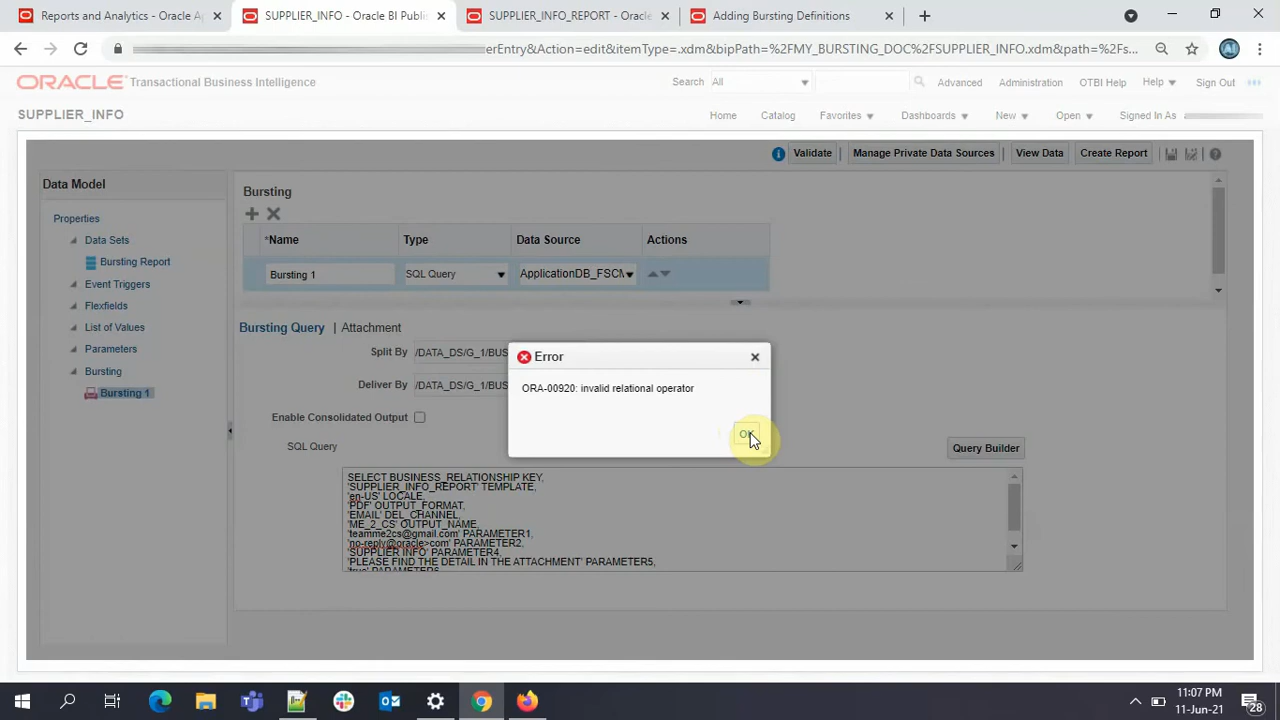 Reports and Analytics - Oracle Ap
SUPPLIER_INFO - Oracle BI Publis
SUPPLIER_INFO_REPORT - Oracle
Adding Bursting Definitions
erEntry&Action=edit&itemType=.xdm&bipPath=%2FMY_BURSTING_DOC%2FSUPPLIER_INFO.xdm&path=%2Fs...
ORACLE Transactional Business Intelligence
Search All
Advanced
Administration
OTBI Help
Help
Sign Out
SUPPLIER_INFO
Home
Catalog
Favorites
Dashboards
New
Open
Signed In As
Validate
Manage Private Data Sources
View Data
Create Report
Data Model
Properties
Data Sets
Bursting Report
Event Triggers
Flexfields
List of Values
Parameters
Bursting
Bursting 1
Bursting
*Name
Type
Data Source
Actions
Bursting 1
SQL Query
ApplicationDB_FSCM
Bursting Query | Attachment
Split By /DATA_DS/G_1/BUS
Deliver By /DATA_DS/G_1/BUS
Enable Consolidated Output
SQL Query
Query Builder
Error
ORA-00920: invalid relational operator
OK
SELECT BUSINESS_RELATIONSHIP KEY,
'SUPPLIER_INFO_REPORT' TEMPLATE,
'en-US' LOCALE,
'PDF' OUTPUT_FORMAT,
'EMAIL' DEL_CHANNEL,
'ME_2_CS' OUTPUT_NAME,
'teamme2cs@gmail.com' PARAMETER1,
'no-reply@oracle>com' PARAMETER2,
'SUPPLIER INFO' PARAMETER4,
'PLEASE FIND THE DETAIL IN THE ATTACHMENT' PARAMETER5,
'true' PARAMETER6
11:07 PM
11-Jun-21
28